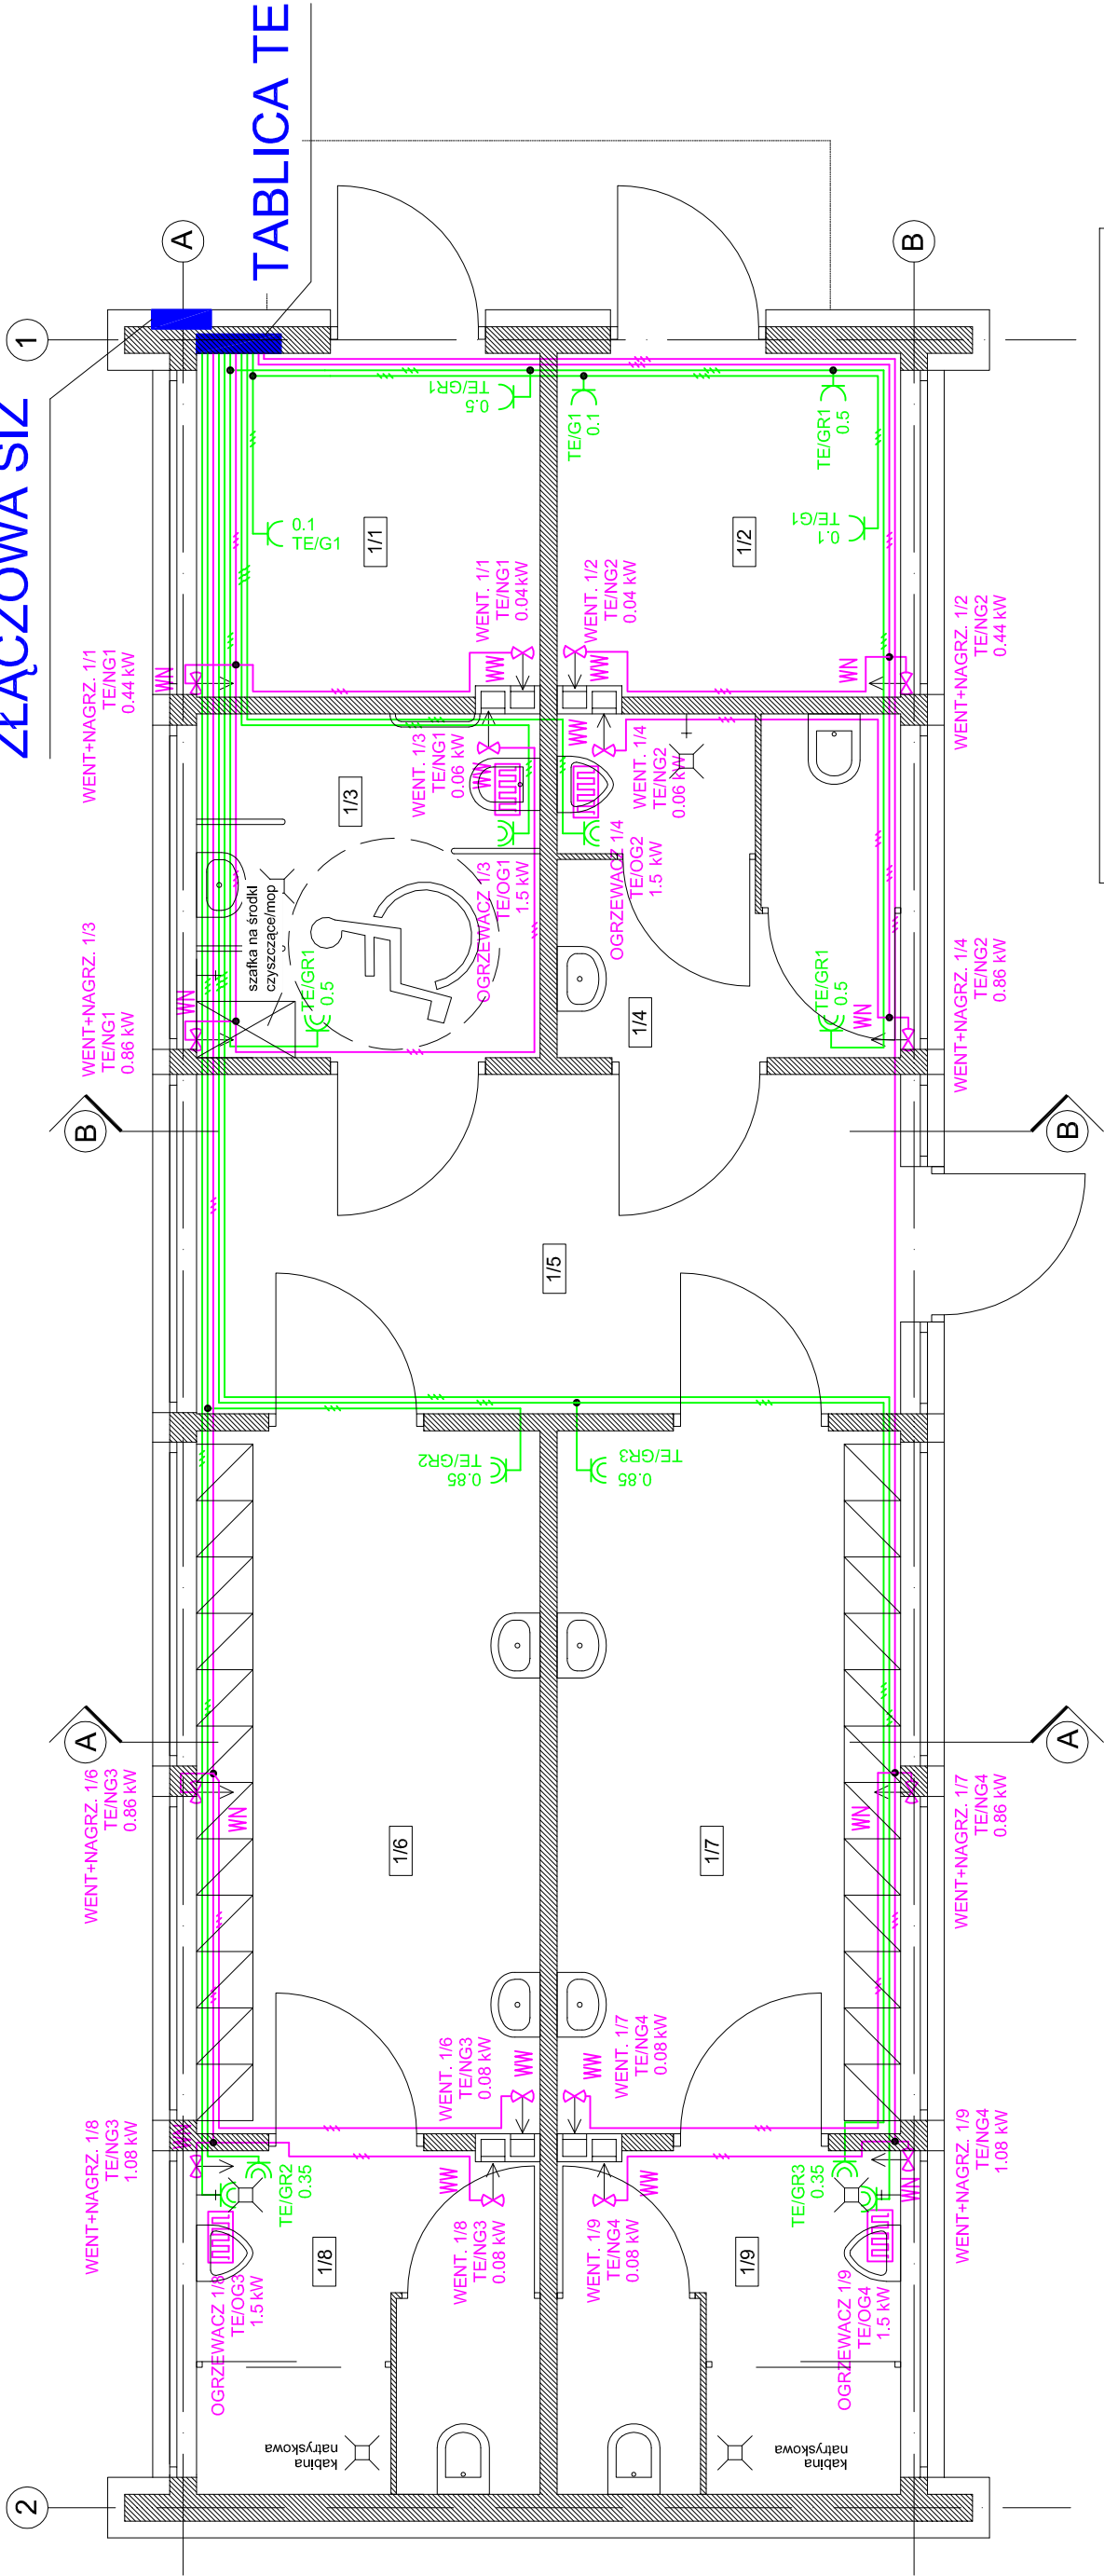 ZŁĄCZOWA SIZ
TABLICA TE
1
A
B
WENT+NAGRZ. 1/1
TE/NG1
0.44 kW
WN
TE/GR1
0.5
TE/G1
0.1
TE/GR1
0.5
0.1
TE/G1
TE/G1
0.1
1/1
1/2
WENT. 1/1
TE/NG1
0.04 kW
WW
WENT. 1/2
TE/NG2
0.04 kW
WW
WN
WENT+NAGRZ. 1/2
TE/NG2
0.44 kW
1/3
WENT. 1/3
TE/NG1
0.06 kW
WW
WW
WENT. 1/4
TE/NG2
0.06 kW
OGRZEWACZ 1/3
TE/OG1
1.5 kW
OGRZEWACZ 1/4
TE/OG2
1.5 kW
szafka na środki
czyszczące/mop
WENT+NAGRZ. 1/3
TE/NG1
0.86 kW
WN
TE/GR1
0.5
1/4
TE/GR1
0.5
WN
WENT+NAGRZ. 1/4
TE/NG2
0.86 kW
B
B
1/5
TE/GR2
0.85
TE/GR3
0.85
A
A
WENT+NAGRZ. 1/6
TE/NG3
0.86 kW
WN
1/6
1/7
WN
WENT+NAGRZ. 1/7
TE/NG4
0.86 kW
WENT. 1/6
TE/NG3
0.08 kW
WW
WW
WENT. 1/7
TE/NG4
0.08 kW
WENT+NAGRZ. 1/8
TE/NG3
1.08 kW
WN
TE/GR2
0.35
WW
WENT. 1/8
TE/NG3
0.08 kW
WW
WENT. 1/9
TE/NG4
0.08 kW
TE/GR3
0.35
WN
WENT+NAGRZ. 1/9
TE/NG4
1.08 kW
1/8
1/9
OGRZEWACZ 1/8
TE/OG3
1.5 kW
OGRZEWACZ 1/9
TE/OG4
1.5 kW
kabina
natryskowa
kabina
natryskowa
2